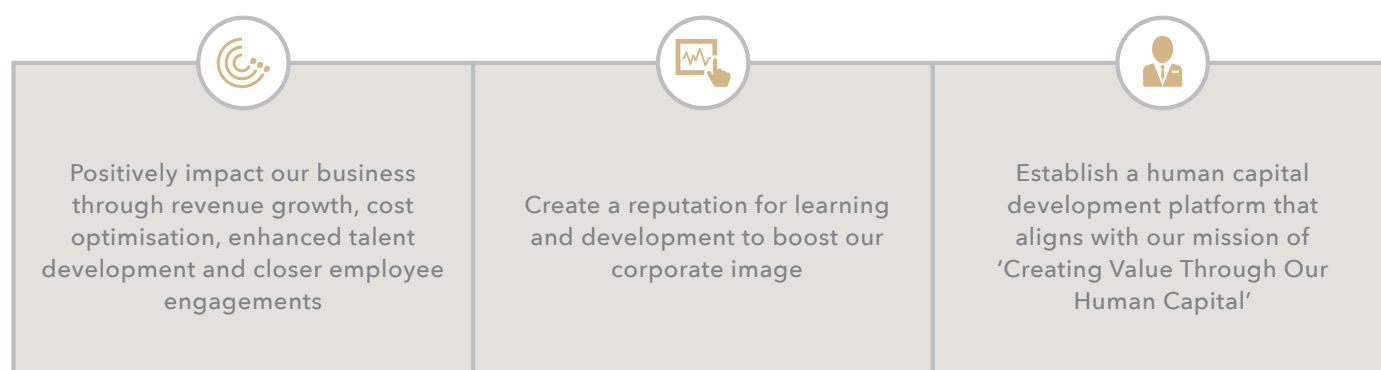 Positively impact our business
through revenue growth, cost
optimisation, enhanced talent
development and closer employee
engagements
Create a reputation for learning
and development to boost our
corporate image
Establish a human capital
development platform that
aligns with our mission of
‘Creating Value Through Our
Human Capital’